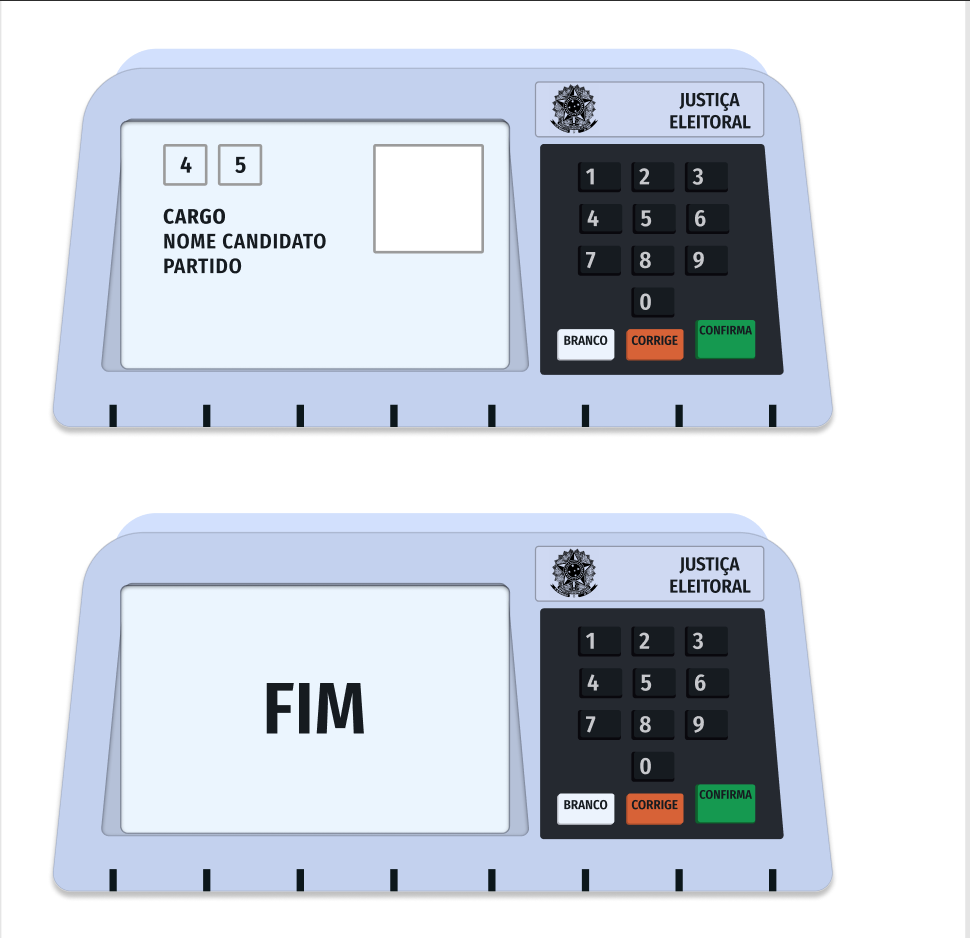 JUSTIÇA
ELEITORAL
4 5
CARGO
NOME CANDIDATO
PARTIDO
1 2 3
4 5 6
7 8 9
0
BRANCO CORRIGE CONFIRMA
JUSTIÇA
ELEITORAL
FIM
1 2 3
4 5 6
7 8 9
0
BRANCO CORRIGE CONFIRMA